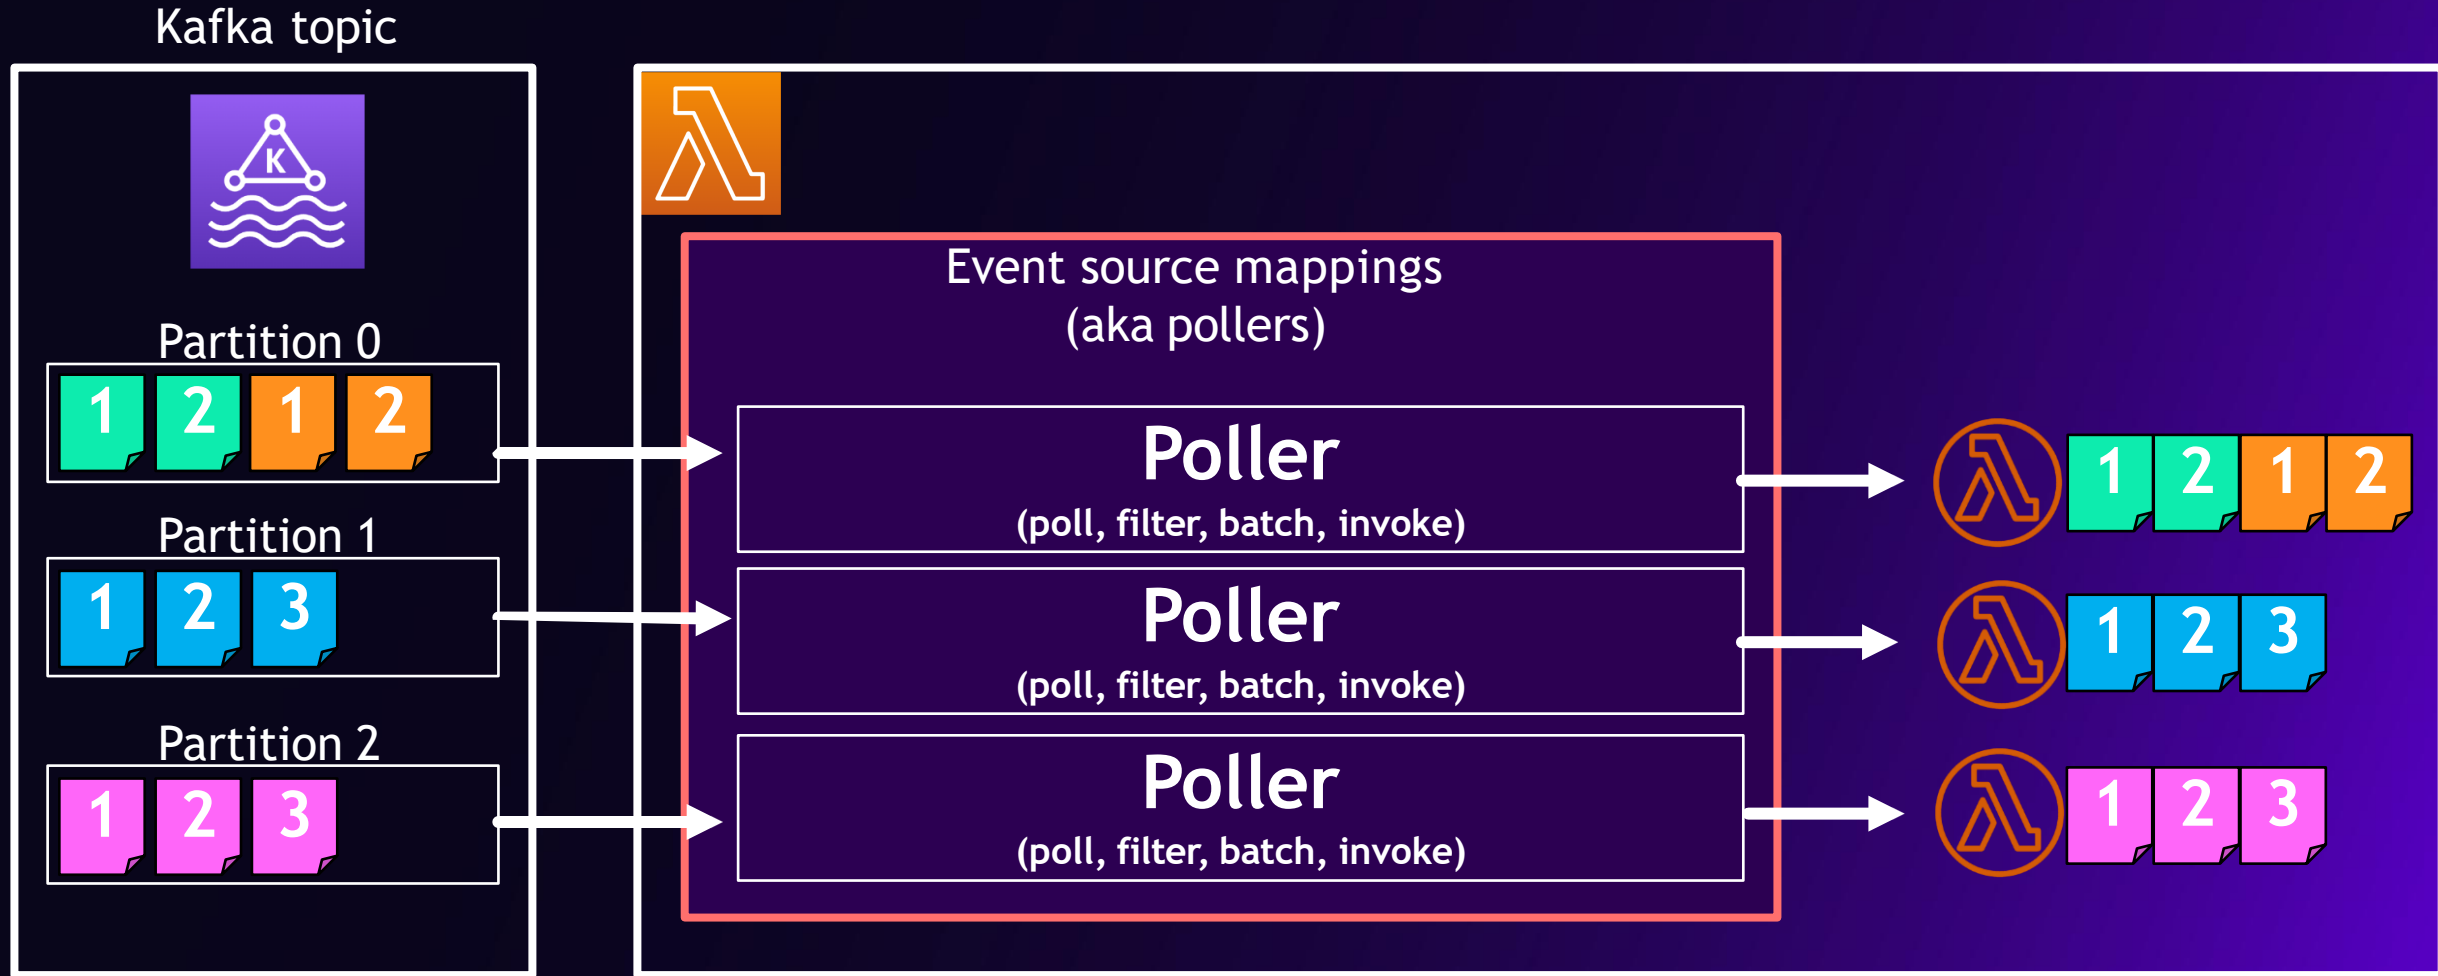 Kafka topic
K
Partition 0
1 2 1 2
Partition 1
1 2 3
Partition 2
1 2 3
Event source mappings
(aka pollers)
Poller
(poll, filter, batch, invoke)
Poller
(poll, filter, batch, invoke)
Poller
(poll, filter, batch, invoke)
1 2 1 2
1 2 3
1 2 3